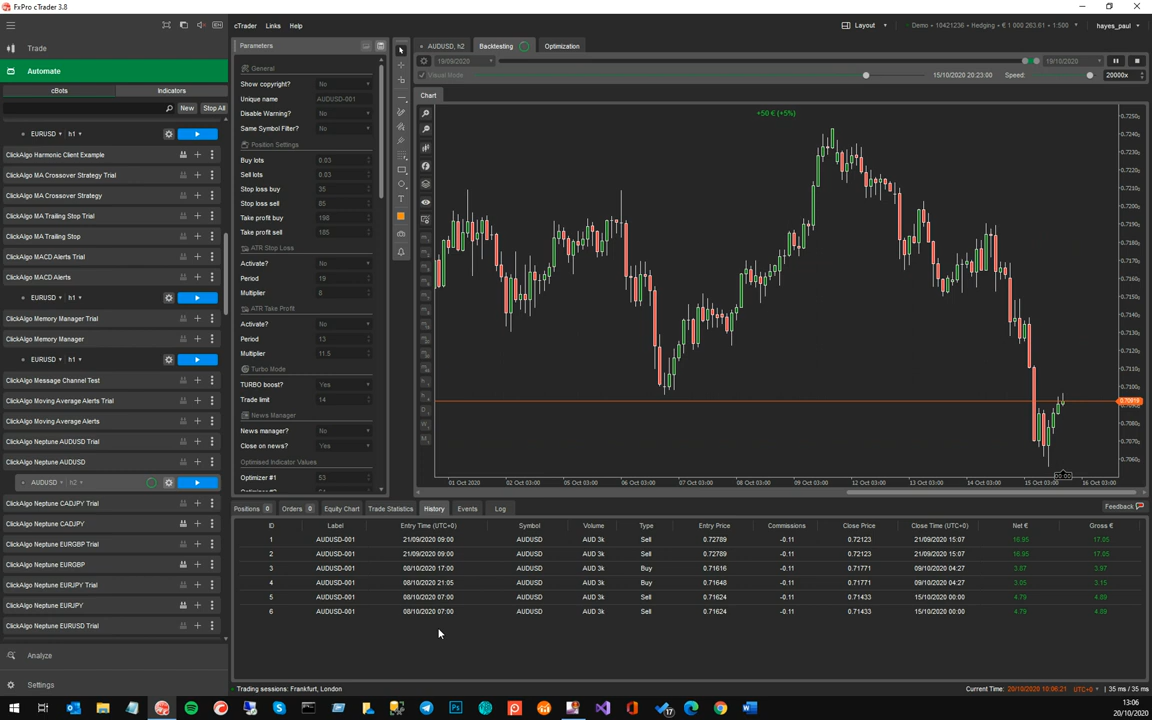 FxPro cTrader 3.8
cTrader Links Help
Layout Demo • 10421236 • Hedging • € 1 000 263.61 • 1:500 hayes_paul
Trade
Automate
cBots Indicators
New Stop All
EURUSD h1
ClickAlgo Harmonic Client Example
ClickAlgo MA Crossover Strategy Trial
ClickAlgo MA Crossover Strategy
ClickAlgo MA Trailing Stop Trial
ClickAlgo MA Trailing Stop
ClickAlgo MACD Alerts Trial
ClickAlgo MACD Alerts
EURUSD h1
ClickAlgo Memory Manager Trial
ClickAlgo Memory Manager
EURUSD h1
ClickAlgo Message Channel Test
ClickAlgo Moving Average Alerts Trial
ClickAlgo Moving Average Alerts
ClickAlgo Neptune AUDUSD Trial
ClickAlgo Neptune AUDUSD
AUDUSD h2
ClickAlgo Neptune CADJPY Trial
ClickAlgo Neptune CADJPY
ClickAlgo Neptune EURGBP Trial
ClickAlgo Neptune EURGBP
ClickAlgo Neptune EURJPY Trial
ClickAlgo Neptune EURJPY
ClickAlgo Neptune EURUSD Trial
Analyze
Settings
Parameters
General
Show copyright? No
Unique name AUDUSD-001
Disable Warning? No
Same Symbol Filter? No
Position Settings
Buy lots 0.03
Sell lots 0.03
Stop loss buy 35
Stop loss sell 85
Take profit buy 198
Take profit sell 185
ATR Stop Loss
Activate? No
Period 19
Multiplier 8
ATR Take Profit
Activate? No
Period 13
Multiplier 11.5
Turbo Mode
TURBO boost? Yes
Trade limit 14
News Manager
News manager? No
Close on news? Yes
Optimised Indicator Values
Optimizer #1 53
AUDUSD, h2 Backtesting Optimization
19/09/2020 19/10/2020
Visual Mode 15/10/2020 20:23:00 Speed: 20000x
Chart
+50 € (+5%)
01 Oct 2020 02 Oct 03:00 05 Oct 03:00 06 Oct 03:00 07 Oct 03:00 08 Oct 03:00 09 Oct 03:00 12 Oct 03:00 13 Oct 03:00 14 Oct 03:00 15 Oct 03:00 16 Oct 03:00
Positions 0 Orders 0 Equity Chart Trade Statistics History Events Log Feedback
ID Label Entry Time (UTC+0) Symbol Volume Type Entry Price Commissions Close Price Close Time (UTC+0) Net € Gross €
1 AUDUSD-001 21/09/2020 09:00 AUDUSD AUD 3k Sell 0.72789 -0.11 0.72123 21/09/2020 15:07 16.95 17.05
2 AUDUSD-001 21/09/2020 09:00 AUDUSD AUD 3k Sell 0.72789 -0.11 0.72123 21/09/2020 15:07 16.95 17.05
3 AUDUSD-001 08/10/2020 17:00 AUDUSD AUD 3k Buy 0.71616 -0.11 0.71771 09/10/2020 04:27 3.87 3.97
4 AUDUSD-001 08/10/2020 21:05 AUDUSD AUD 3k Buy 0.71648 -0.11 0.71771 09/10/2020 04:27 3.05 3.15
5 AUDUSD-001 08/10/2020 07:00 AUDUSD AUD 3k Sell 0.71624 -0.11 0.71433 15/10/2020 00:00 4.79 4.89
6 AUDUSD-001 08/10/2020 07:00 AUDUSD AUD 3k Sell 0.71624 -0.11 0.71433 15/10/2020 00:00 4.79 4.89
Trading sessions: Frankfurt, London
Current Time: 20/10/2020 10:06:21 UTC+0 35 ms / 35 ms
13:06
20/10/2020